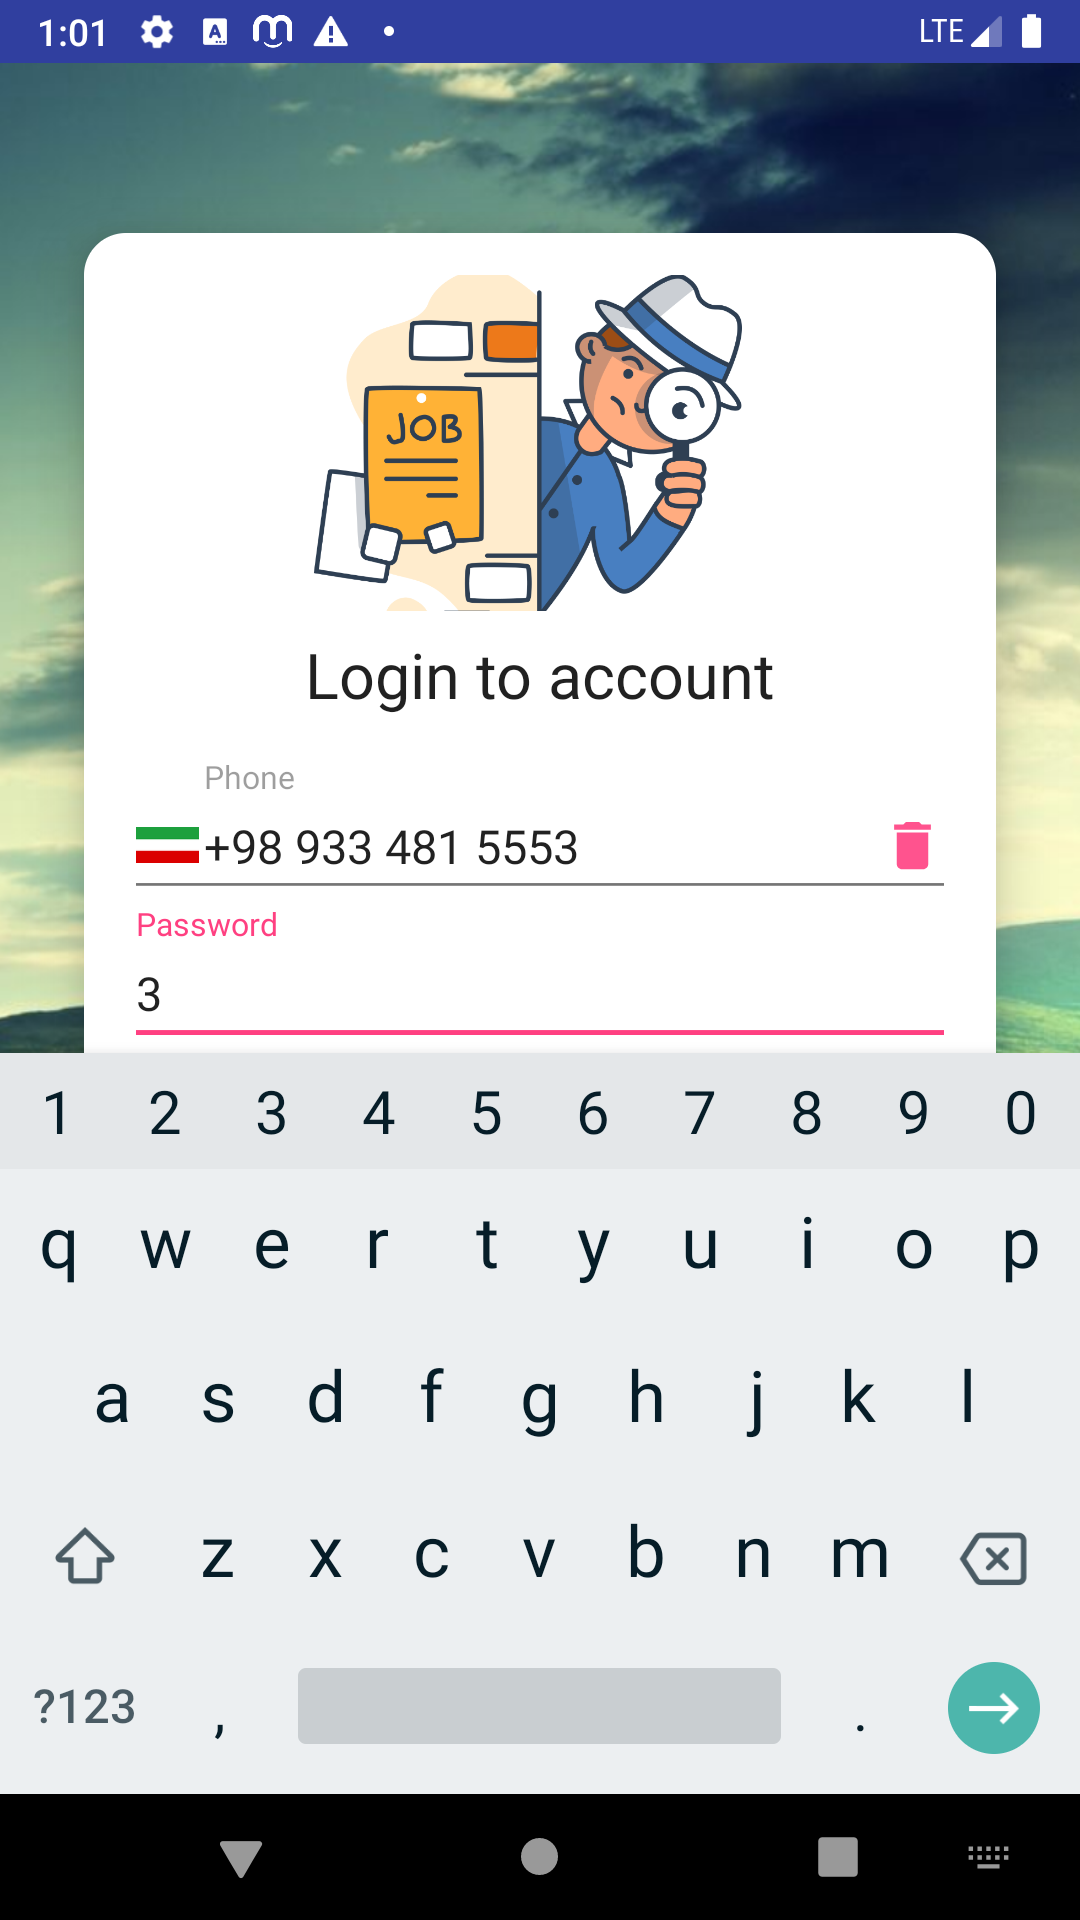 1:01
LTE
JOB
Login to account
Phone
+98 933 481 5553
Password
3
1 2 3 4 5 6 7 8 9 0
q w e r t y u i o p
a s d f g h j k l
z x c v b n m
?123 , .